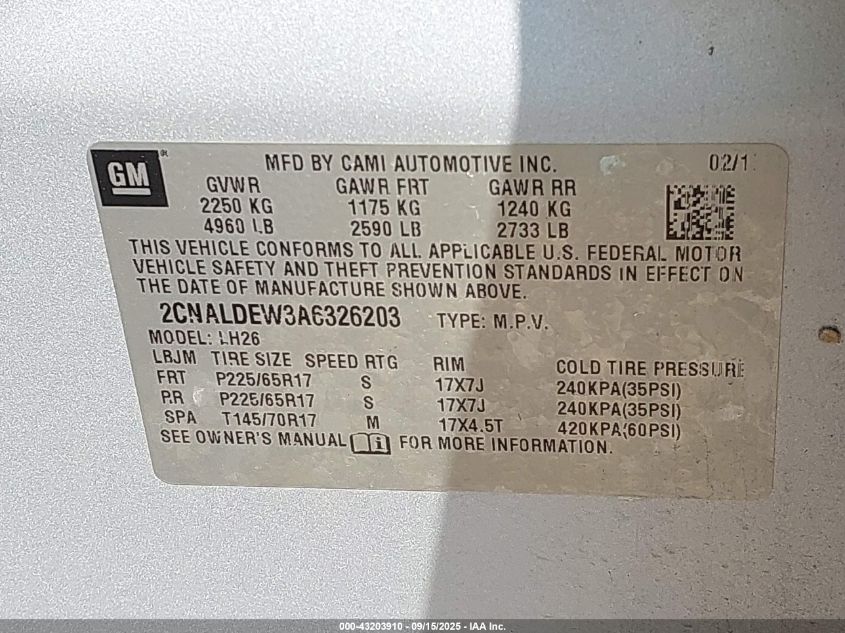 GM
MFD BY CAMI AUTOMOTIVE INC. 02/1
GVWR GAWR FRT GAWR RR
2250 KG 1175 KG 1240 KG
4960 LB 2590 LB 2733 LB
THIS VEHICLE CONFORMS TO ALL APPLICABLE U.S. FEDERAL MOTOR
VEHICLE SAFETY AND THEFT PREVENTION STANDARDS IN EFFECT ON
THE DATE OF MANUFACTURE SHOWN ABOVE.
2CNALDEW3A6326203 TYPE: M.P.V.
MODEL: LH26
LBJM TIRE SIZE SPEED RTG RIM COLD TIRE PRESSURE
FRT P225/65R17 S 17X7J 240KPA(35PSI)
RR P225/65R17 S 17X7J 240KPA(35PSI)
SPA T145/70R17 M 17X4.5T 420KPA(60PSI)
SEE OWNER'S MANUAL FOR MORE INFORMATION.
000-43203910 - 09/15/2025 - IAA Inc.